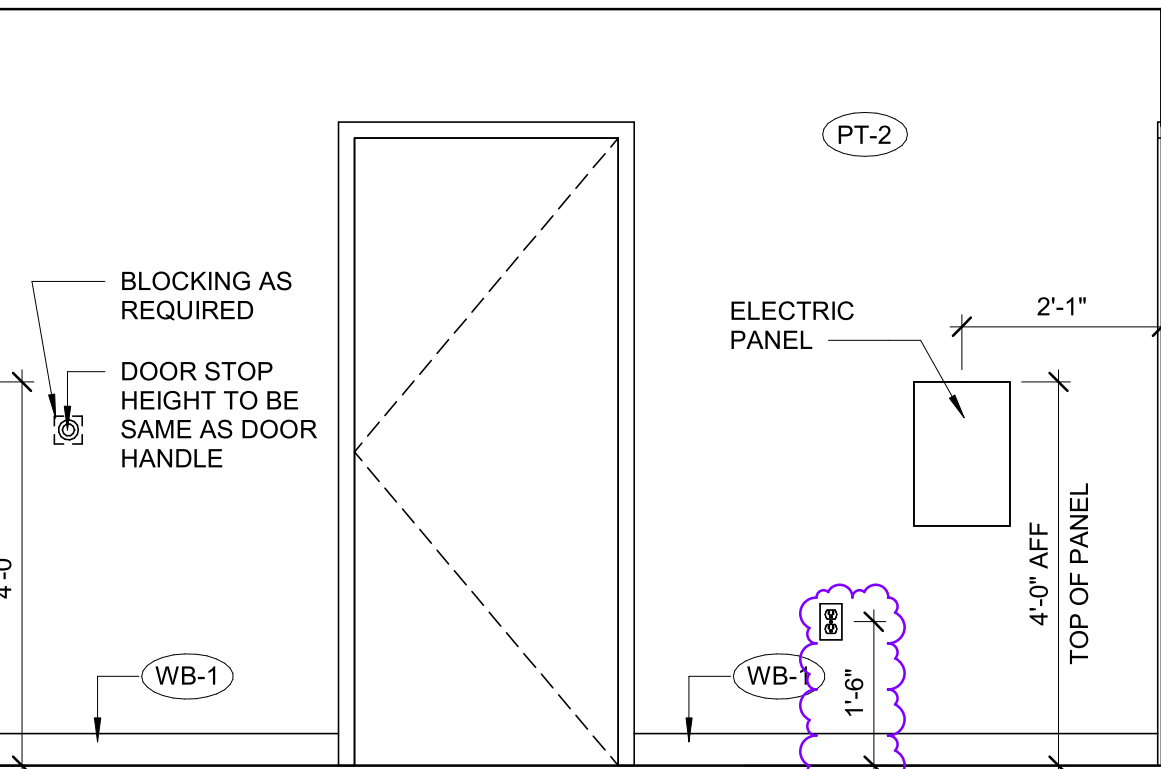 PT-2
BLOCKING AS
REQUIRED
DOOR STOP
HEIGHT TO BE
SAME AS DOOR
HANDLE
ELECTRIC
PANEL
2'-1"
4'-0" AFF
TOP OF PANEL
1'-6"
WB-1
WB-1